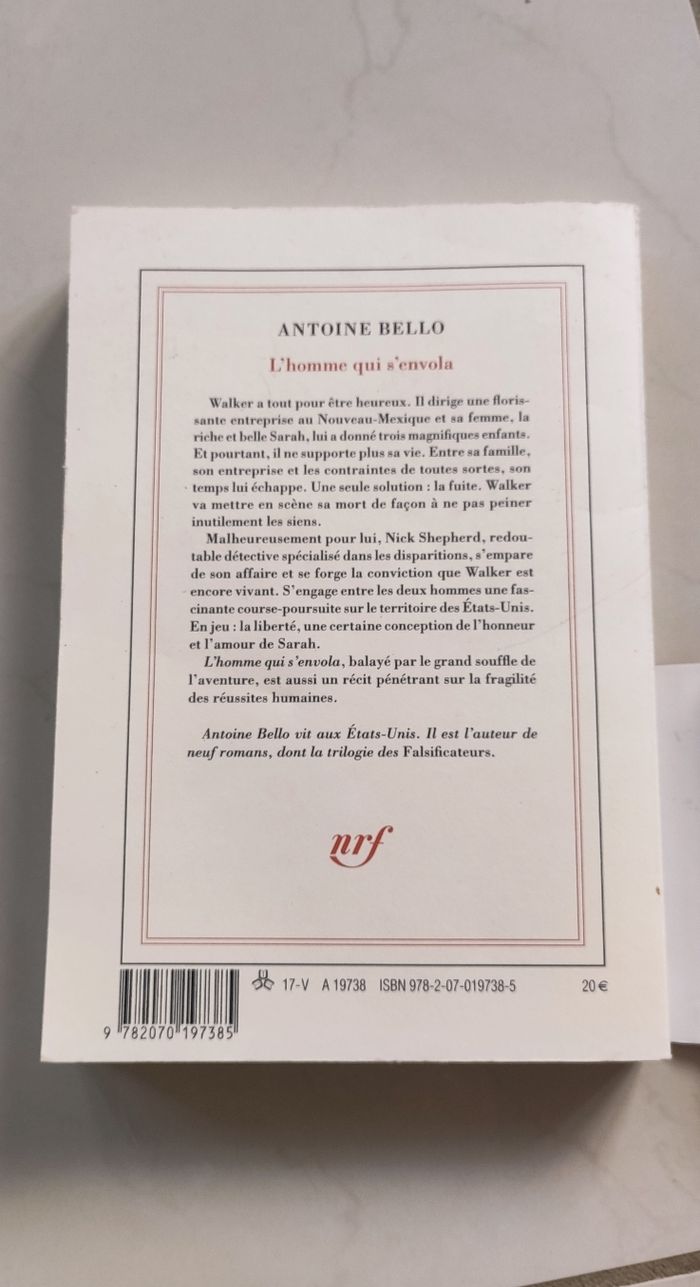 ANTOINE BELLO
L'homme qui s'envola
Walker a tout pour être heureux. Il dirige une floris-
sante entreprise au Nouveau-Mexique et sa femme, la
riche et belle Sarah, lui a donné trois magnifiques enfants.
Et pourtant, il ne supporte plus sa vie. Entre sa famille,
son entreprise et les contraintes de toutes sortes, son
temps lui échappe. Une seule solution : la fuite. Walker
va mettre en scène sa mort de façon à ne pas peiner
inutilement les siens.
Malheureusement pour lui, Nick Shepherd, redou-
table détective spécialisé dans les disparitions, s'empare
de son affaire et se forge la conviction que Walker est
encore vivant. S'engage entre les deux hommes une fas-
cinante course-poursuite sur le territoire des États-Unis.
En jeu : la liberté, une certaine conception de l'honneur
et l'amour de Sarah.
L'homme qui s'envola, balayé par le grand souffle de
l'aventure, est aussi un récit pénétrant sur la fragilité
des réussites humaines.
Antoine Bello vit aux États-Unis. Il est l'auteur de
neuf romans, dont la trilogie des Falsificateurs.
nrf
17-V A 19738 ISBN 978-2-07-019738-5 20 €
9 782070 197385